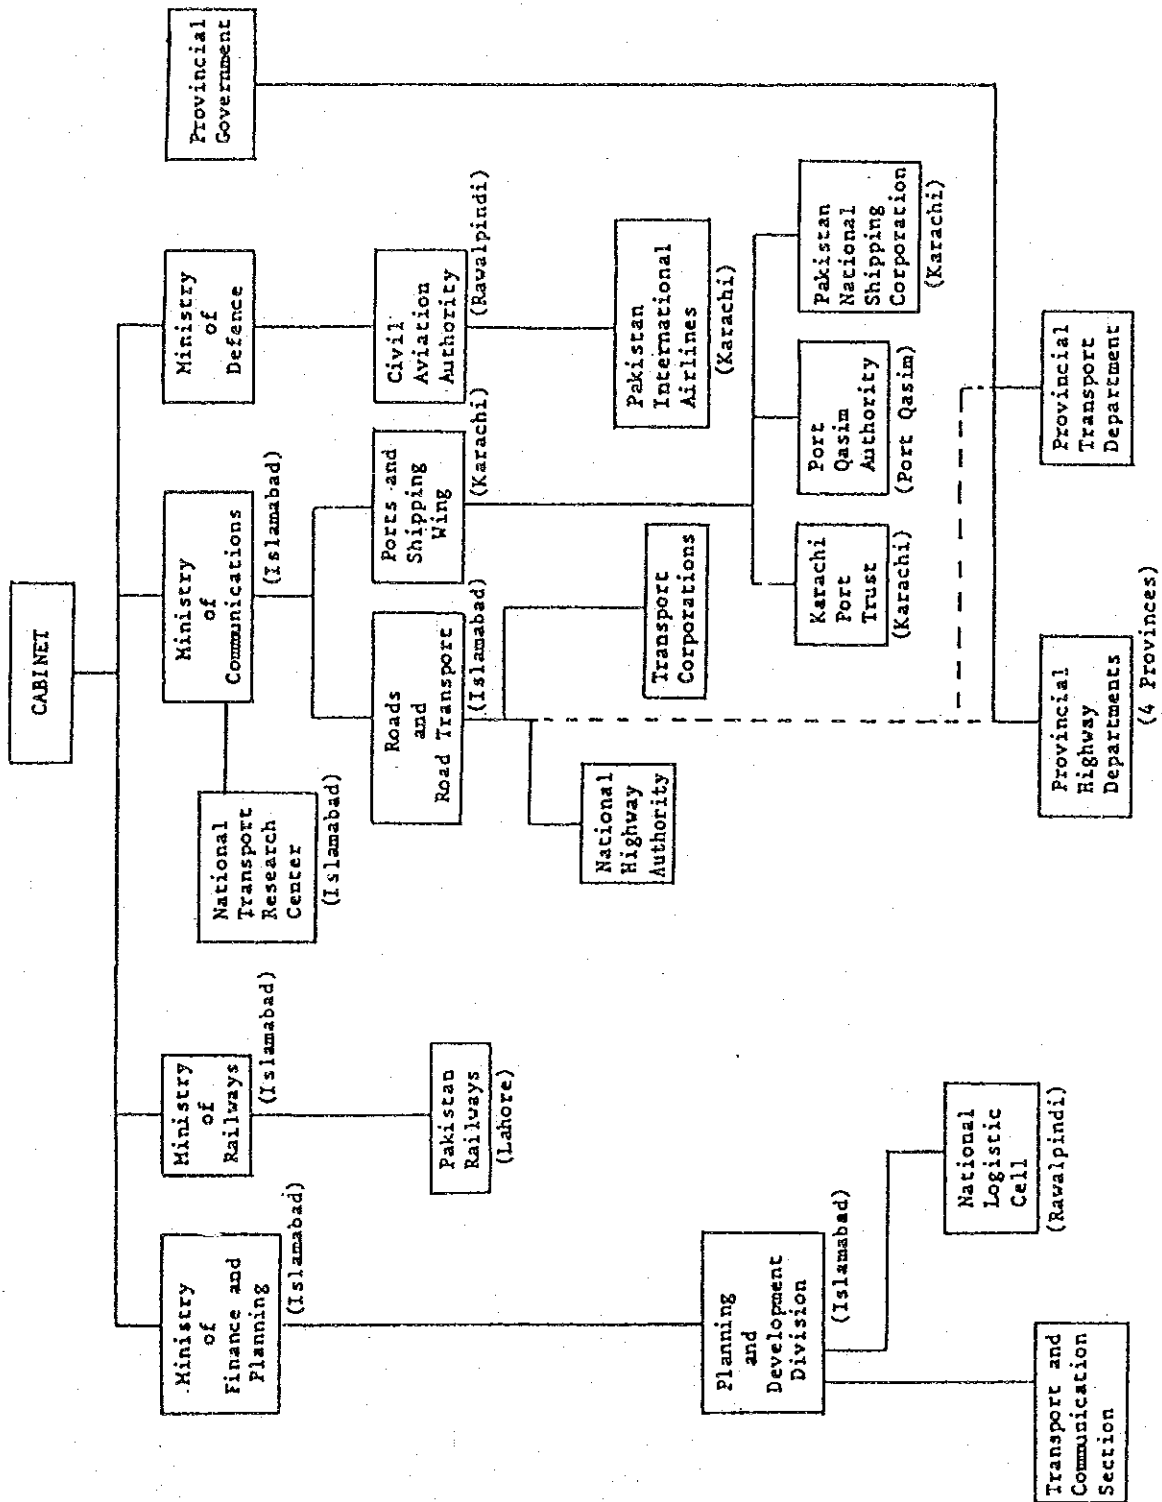 CABINET
Ministry
of
Finance and
Planning
(Islamabad)
Ministry
of
Railways
(Islamabad)
Ministry
of
Communications
(Islamabad)
Ministry
of
Defence
Provincial
Government
National
Transport
Research
Center
(Islamabad)
Roads
and
Road Transport
(Islamabad)
Ports and
Shipping
Wing
(Karachi)
Civil
Aviation
Authority
(Rawalpindi)
Pakistan
Railways
(Lahore)
National
Highway
Authority
Transport
Corporations
Pakistan
International
Airlines
(Karachi)
Planning
and
Development
Division
(Islamabad)
Karachi
Port
Trust
(Karachi)
Port
Qasim
Authority
(Port Qasim)
Pakistan
National
Shipping
Corporation
(Karachi)
National
Logistic
Cell
(Rawalpindi)
Transport and
Communication
Section
Provincial
Highway
Departments
(4 Provinces)
Provincial
Transport
Department